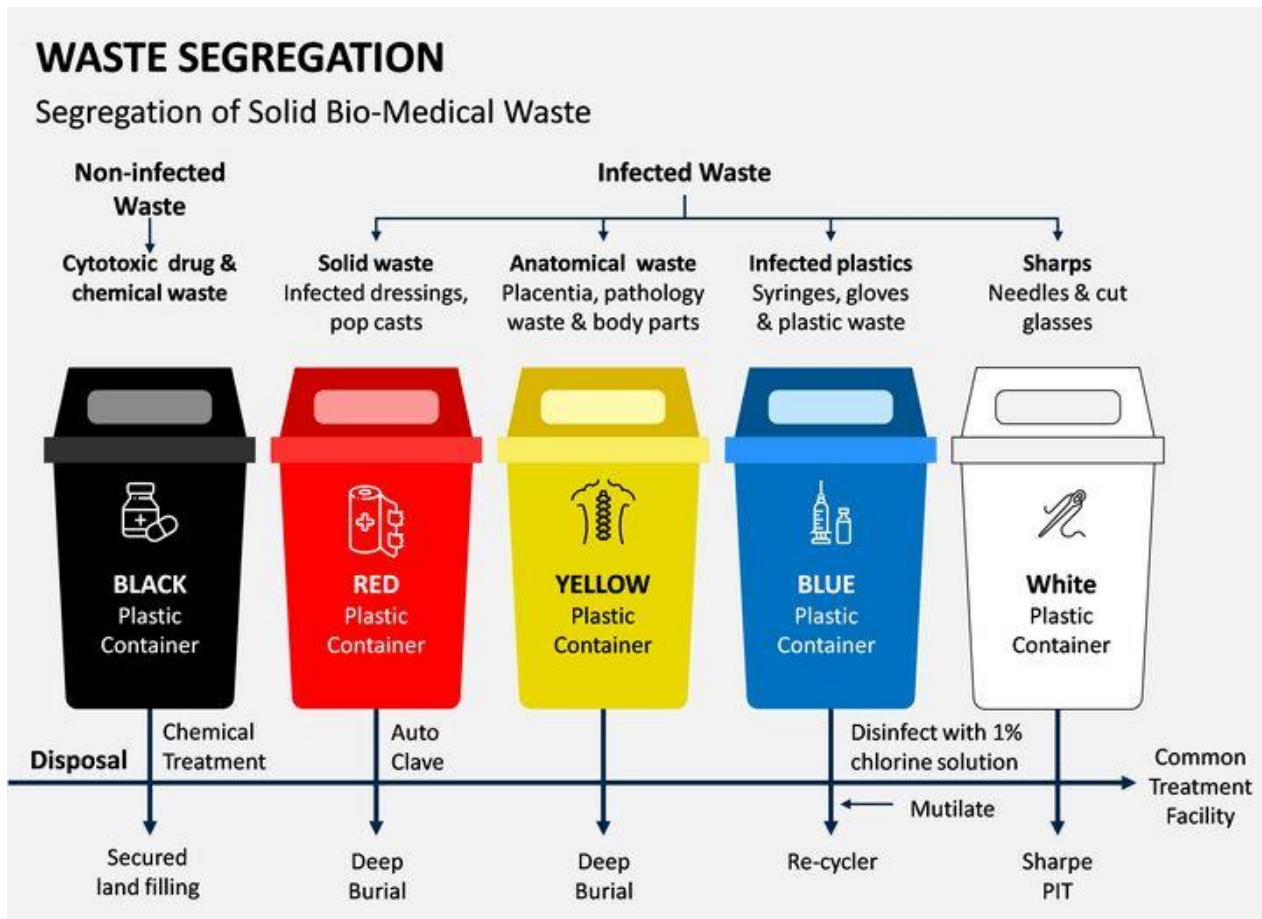 WASTE SEGREGATION
Segregation of Solid Bio-Medical Waste
Non-infected
Waste
Infected Waste
Cytotoxic drug &
chemical waste
Solid waste
Infected dressings,
pop casts
Anatomical waste
Placentia, pathology
waste & body parts
Infected plastics
Syringes, gloves
& plastic waste
Sharps
Needles & cut
glasses
BLACK
Plastic
Container
RED
Plastic
Container
YELLOW
Plastic
Container
BLUE
Plastic
Container
White
Plastic
Container
Disposal
Chemical
Treatment
Auto
Clave
Disinfect with 1%
chlorine solution
Common
Treatment
Facility
Mutilate
Secured
land filling
Deep
Burial
Deep
Burial
Re-cycler
Sharpe
PIT